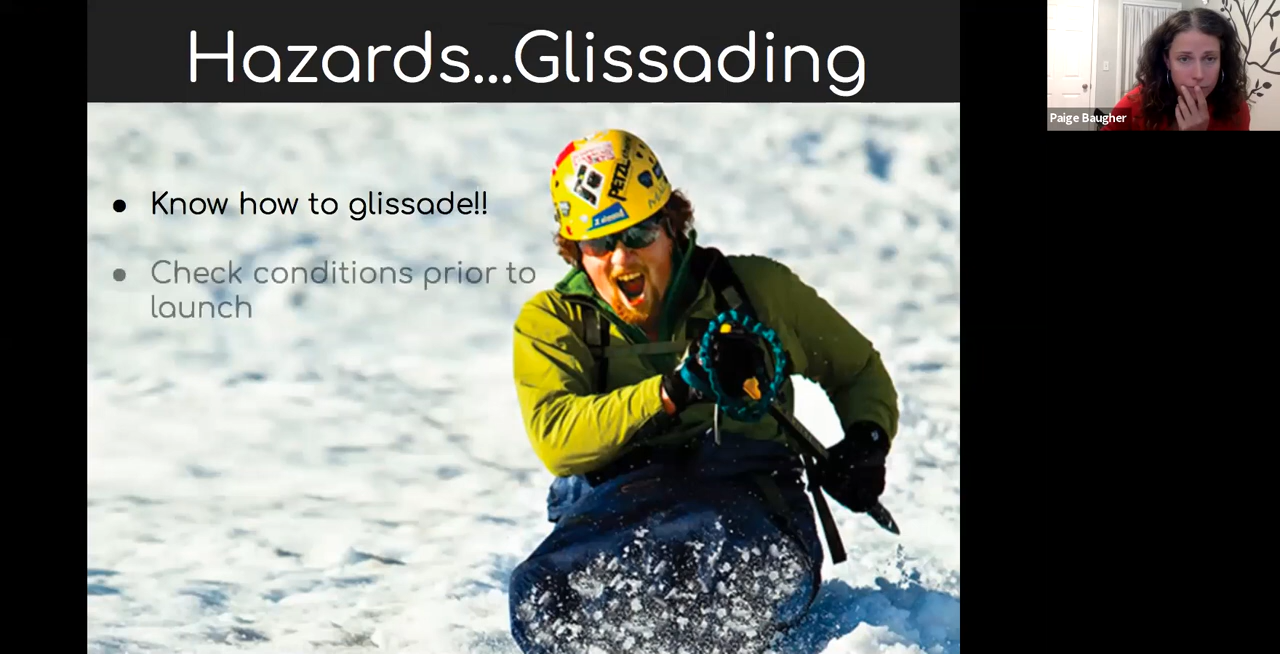 Hazards...Glissading
Paige Baugher
• Know how to glissade!!
• Check conditions prior to
launch
PETZL